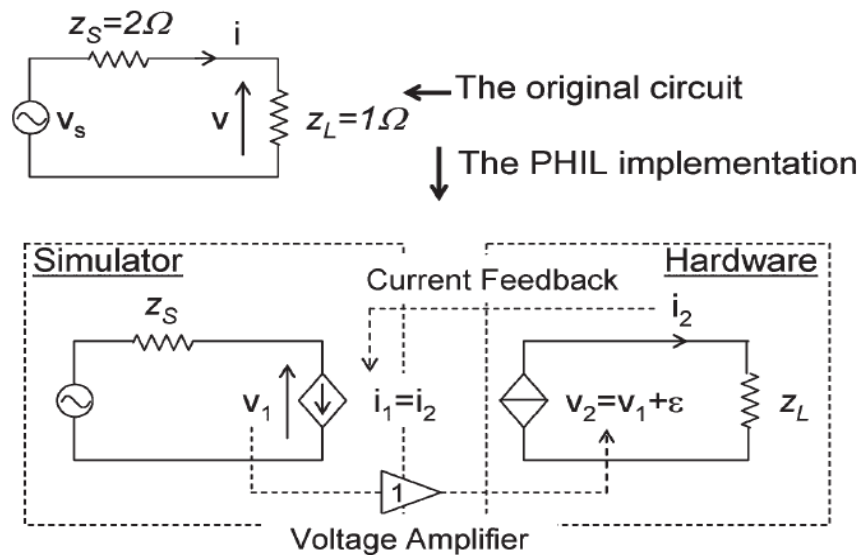 z_S=2Ω
i
v_s
v
z_L=1Ω
The original circuit
The PHIL implementation
Simulator
Hardware
Current Feedback
z_S
i_2
v_1
i_1=i_2
v_2=v_1+ε
z_L
1
Voltage Amplifier